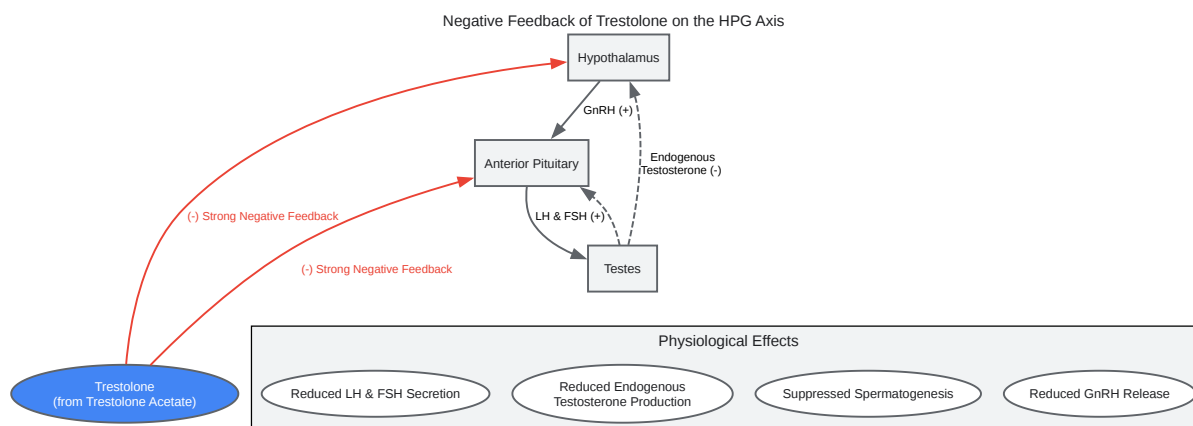 Negative Feedback of Trestolone on the HPG Axis
Hypothalamus
GnRH (+)
Anterior Pituitary
Endogenous
Testosterone (-)
(-) Strong Negative Feedback
LH & FSH (+)
(-) Strong Negative Feedback
Testes
Physiological Effects
Trestolone
(from Trestolone Acetate)
Reduced LH & FSH Secretion
Reduced Endogenous
Testosterone Production
Suppressed Spermatogenesis
Reduced GnRH Release